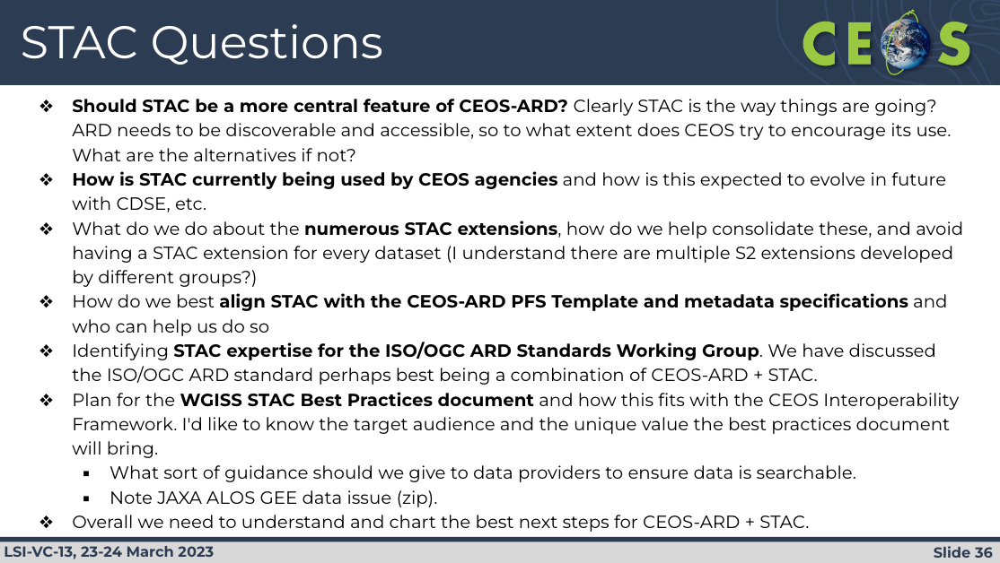 STAC Questions
CEOS
❖ Should STAC be a more central feature of CEOS-ARD? Clearly STAC is the way things are going?
ARD needs to be discoverable and accessible, so to what extent does CEOS try to encourage its use.
What are the alternatives if not?
❖ How is STAC currently being used by CEOS agencies and how is this expected to evolve in future
with CDSE, etc.
❖ What do we do about the numerous STAC extensions, how do we help consolidate these, and avoid
having a STAC extension for every dataset (I understand there are multiple S2 extensions developed
by different groups?)
❖ How do we best align STAC with the CEOS-ARD PFS Template and metadata specifications and
who can help us do so
❖ Identifying STAC expertise for the ISO/OGC ARD Standards Working Group. We have discussed
the ISO/OGC ARD standard perhaps best being a combination of CEOS-ARD + STAC.
❖ Plan for the WGISS STAC Best Practices document and how this fits with the CEOS Interoperability
Framework. I'd like to know the target audience and the unique value the best practices document
will bring.
▪ What sort of guidance should we give to data providers to ensure data is searchable.
▪ Note JAXA ALOS GEE data issue (zip).
❖ Overall we need to understand and chart the best next steps for CEOS-ARD + STAC.
LSI-VC-13, 23-24 March 2023
Slide 36